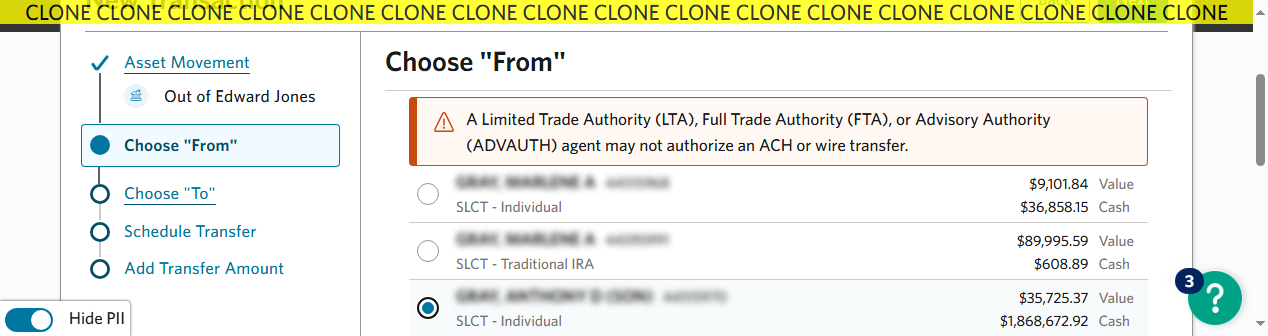 CLONE CLONE CLONE CLONE CLONE CLONE CLONE CLONE CLONE CLONE CLONE CLONE CLONE CLONE CLONE CLONE CLONE
Asset Movement
Out of Edward Jones
Choose "From"
Choose "To"
Schedule Transfer
Add Transfer Amount
Hide PII
Choose "From"
A Limited Trade Authority (LTA), Full Trade Authority (FTA), or Advisory Authority
(ADVAUTH) agent may not authorize an ACH or wire transfer.
$9,101.84 Value
SLCT - Individual $36,858.15 Cash
$89,995.59 Value
SLCT - Traditional IRA $608.89 Cash
$35,725.37 Value
SLCT - Individual $1,868,672.92 Cash
3
?